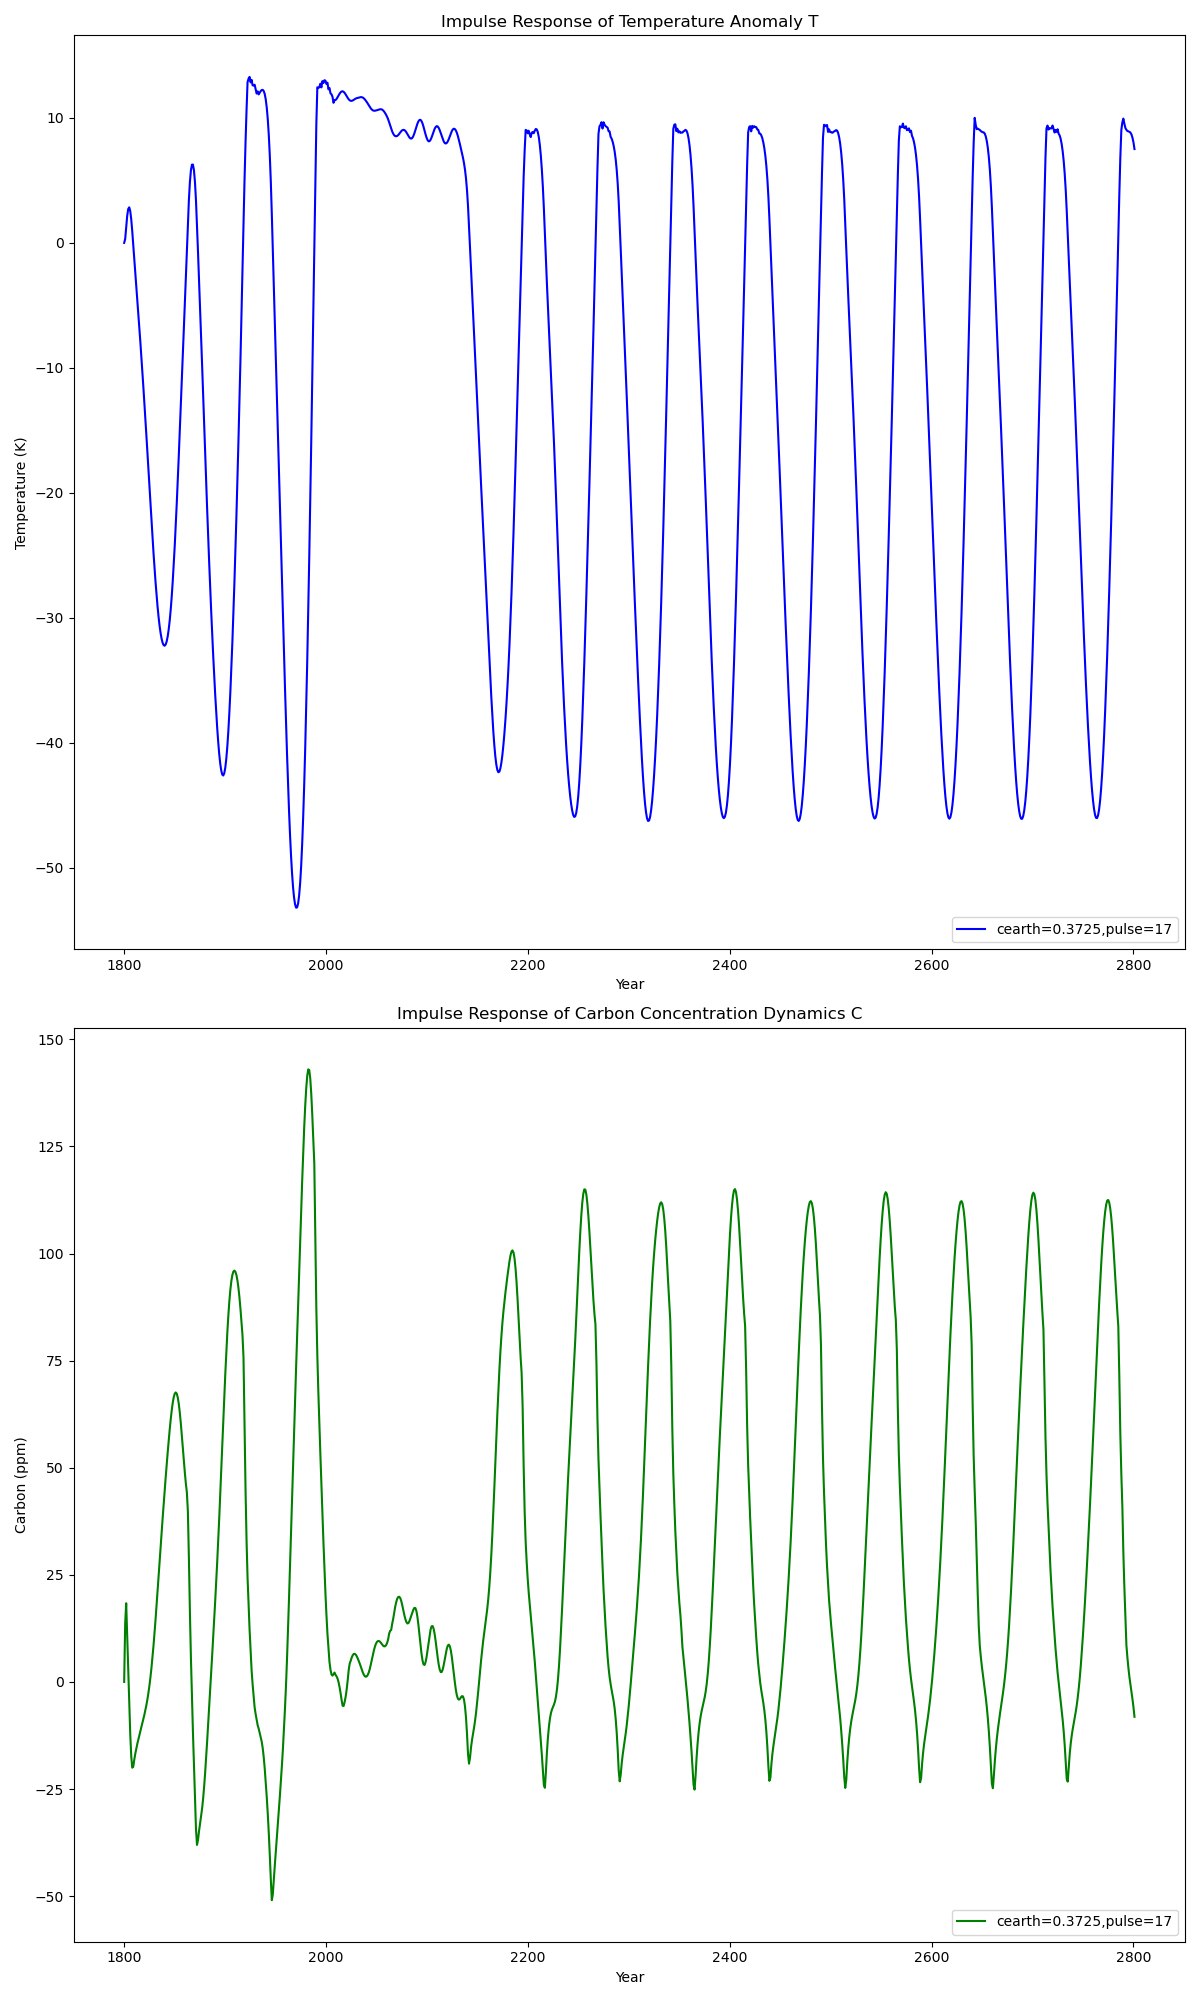 Impulse Response of Temperature Anomaly T
10
0
−10
−20
−30
−40
−50
Temperature (K)
cearth=0.3725,pulse=17
1800 2000 2200 2400 2600 2800
Year
Impulse Response of Carbon Concentration Dynamics C
150
125
100
75
50
25
0
−25
−50
Carbon (ppm)
cearth=0.3725,pulse=17
1800 2000 2200 2400 2600 2800
Year